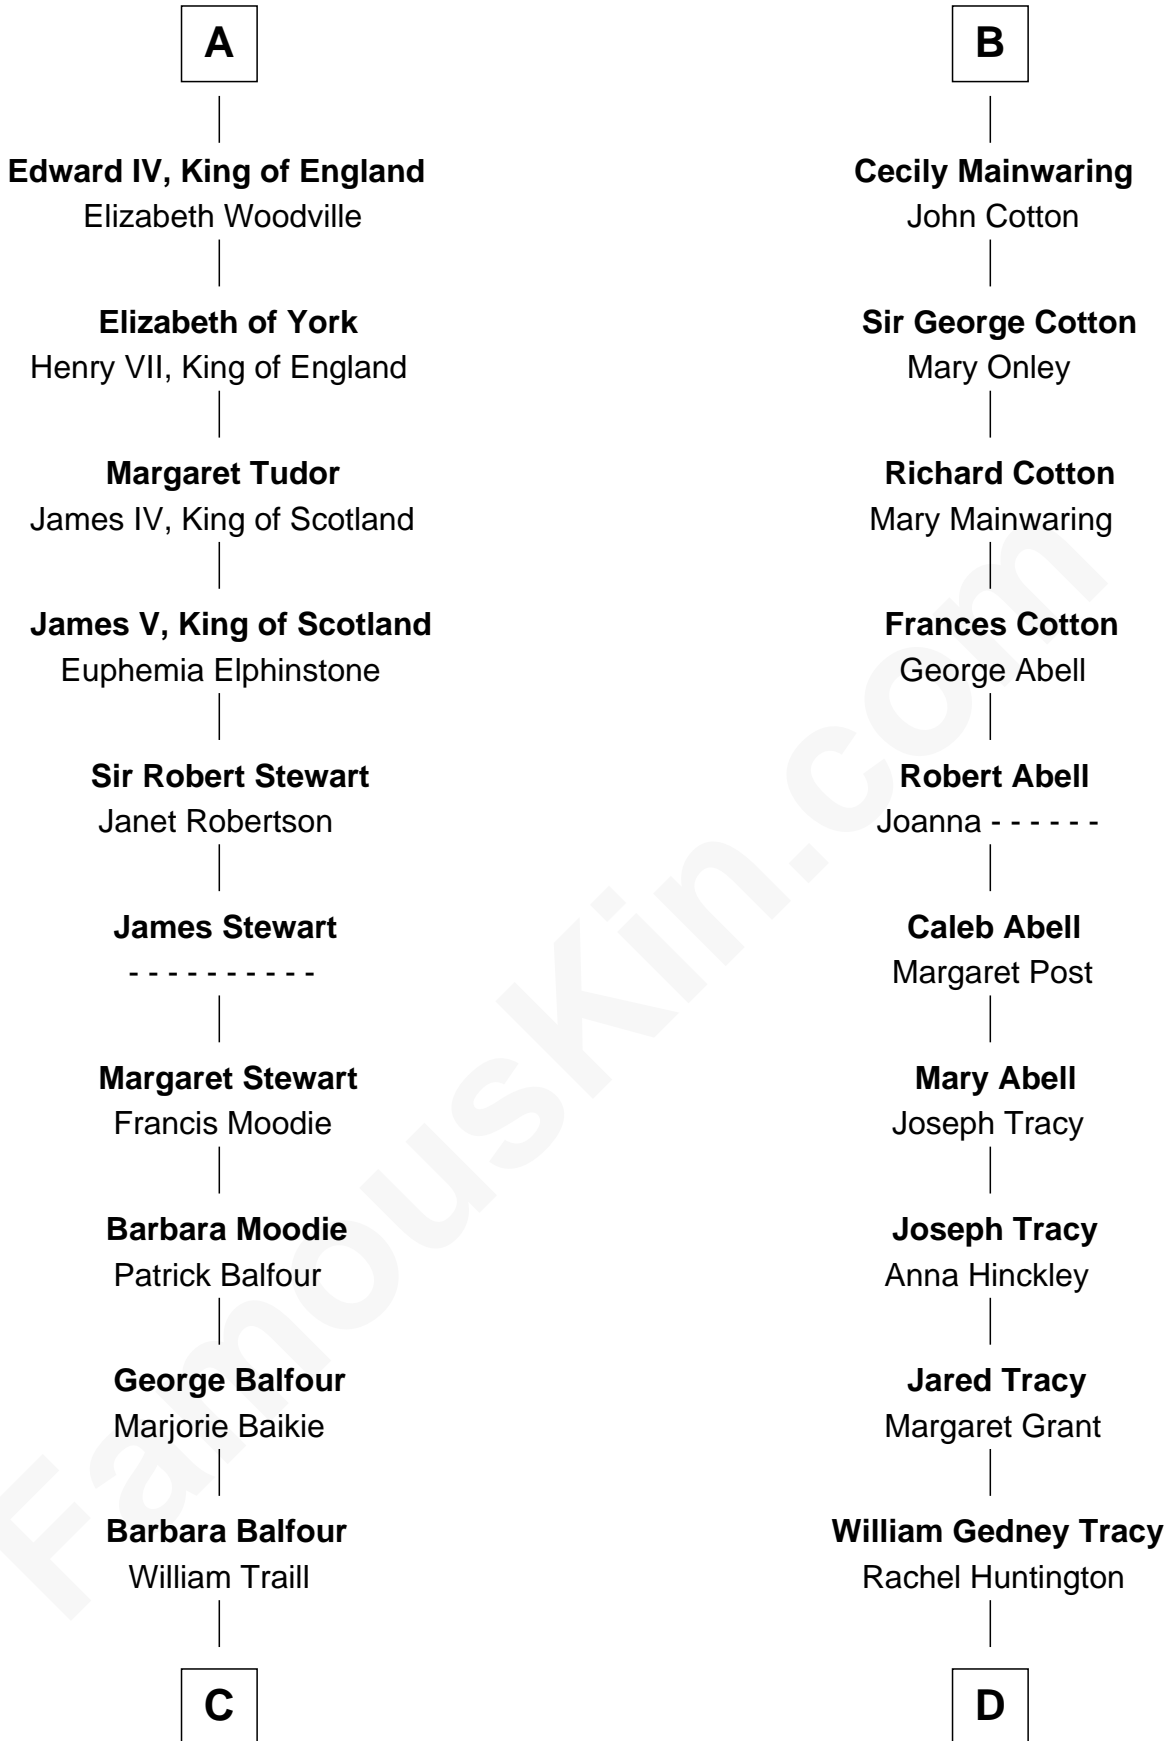 A
Edward IV, King of England
Elizabeth Woodville
Elizabeth of York
Henry VII, King of England
Margaret Tudor
James IV, King of Scotland
James V, King of Scotland
Euphemia Elphinstone
Sir Robert Stewart
Janet Robertson
James Stewart
- - - - - - - - - -
Margaret Stewart
Francis Moodie
Barbara Moodie
Patrick Balfour
George Balfour
Marjorie Baikie
Barbara Balfour
William Traill
C
B
Cecily Mainwaring
John Cotton
Sir George Cotton
Mary Onley
Richard Cotton
Mary Mainwaring
Frances Cotton
George Abell
Robert Abell
Joanna - - - - - -
Caleb Abell
Margaret Post
Mary Abell
Joseph Tracy
Joseph Tracy
Anna Hinckley
Jared Tracy
Margaret Grant
William Gedney Tracy
Rachel Huntington
D
FamousKin.com